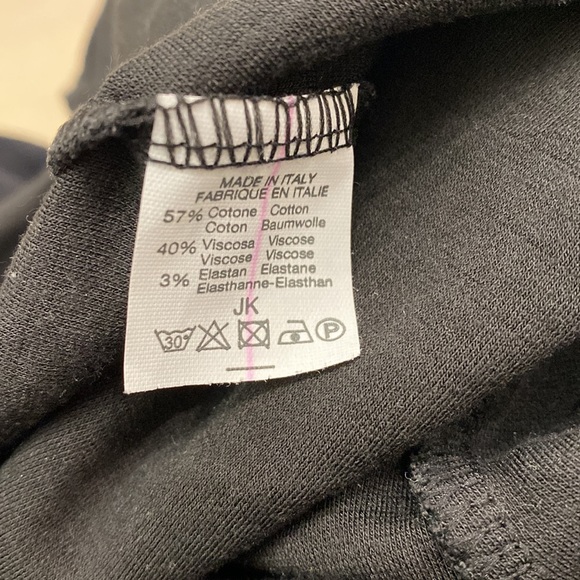 MADE IN ITALY
FABRIQUE EN ITALIE
57% Cotone Cotton
Coton Baumwolle
40% Viscosa Viscose
Viscose Viscose
3% Elastan Elastane
Elasthanne-Elasthan
JK
30° P